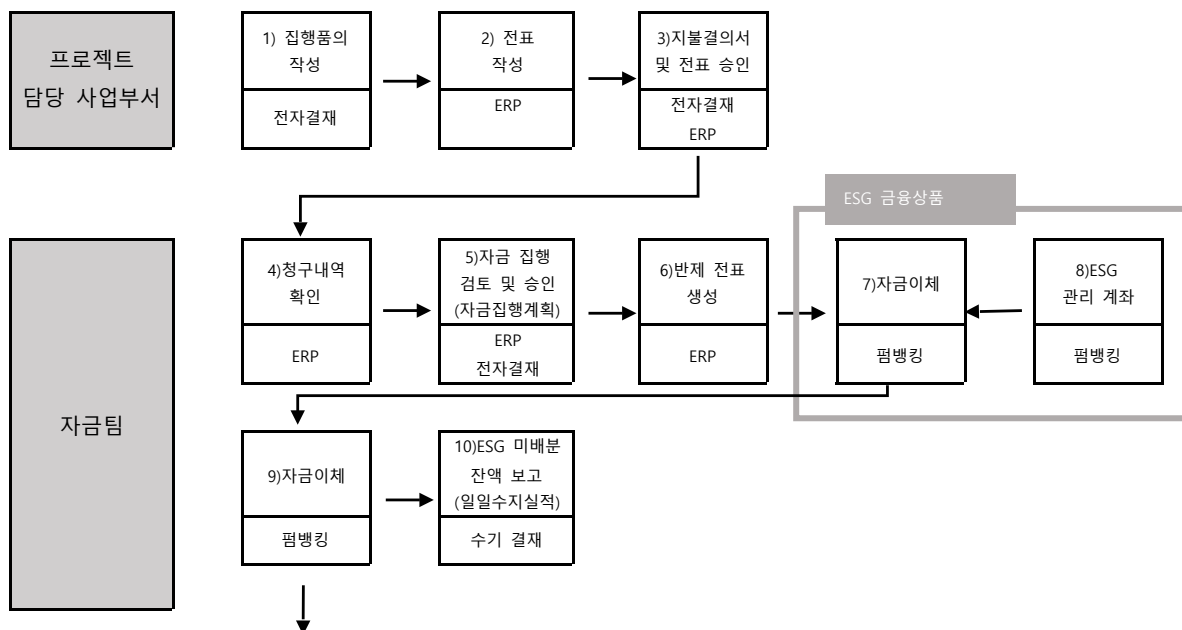 프로젝트
담당 사업부서
1) 집행품의
작성
전자결재
2) 전표
작성
ERP
3)지불결의서
및 전표 승인
전자결재
ERP
ESG 금융상품
자금팀
4)청구내역
확인
ERP
5)자금 집행
검토 및 승인
(자금집행계획)
ERP
전자결재
6)반제 전표
생성
ERP
7)자금이체
펌뱅킹
8)ESG
관리 계좌
펌뱅킹
9)자금이체
펌뱅킹
10)ESG 미배분
잔액 보고
(일일수지실적)
수기 결재